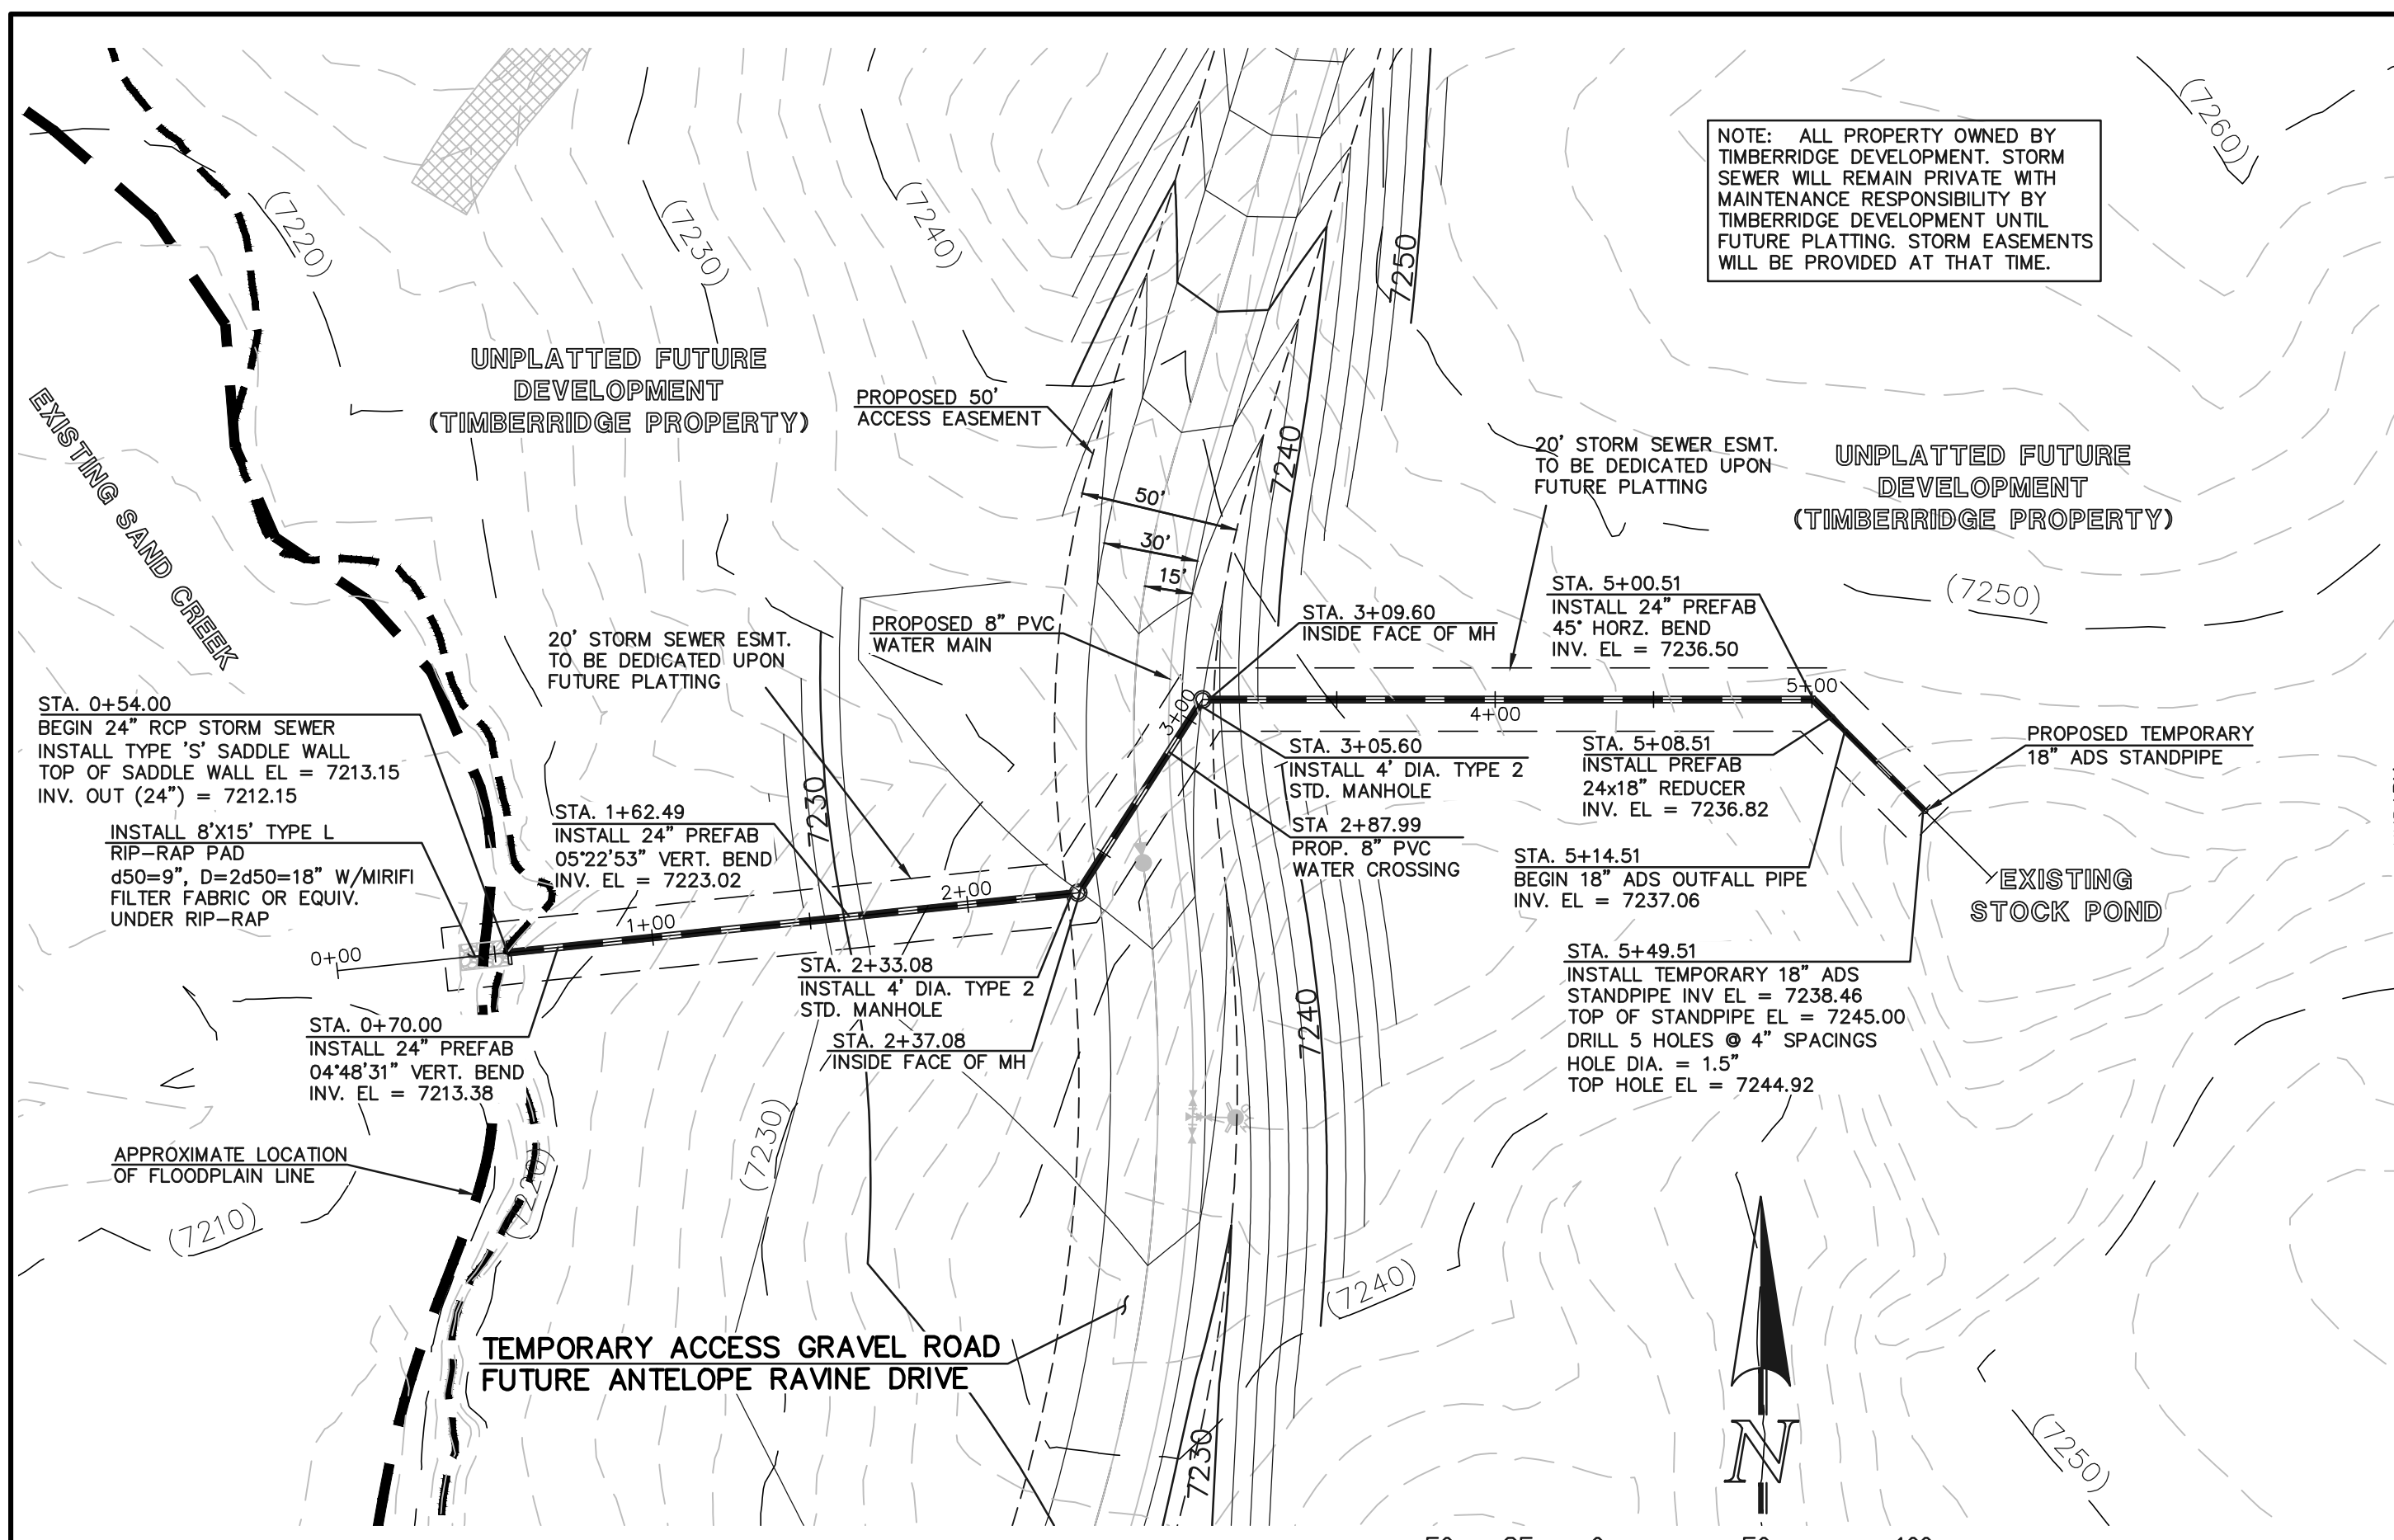 NOTE: ALL PROPERTY OWNED BY
TIMBERRIDGE DEVELOPMENT. STORM
SEWER WILL REMAIN PRIVATE WITH
MAINTENANCE RESPONSIBILITY BY
TIMBERRIDGE DEVELOPMENT UNTIL
FUTURE PLATTING. STORM EASEMENTS
WILL BE PROVIDED AT THAT TIME.
(7260)
(7220)
(7230)
(7240)
7250
UNPLATTED FUTURE
DEVELOPMENT
(TIMBERRIDGE PROPERTY)
EXISTING SAND CREEK
PROPOSED 50'
ACCESS EASEMENT
7240
50'
30'
15'
20' STORM SEWER ESMT.
TO BE DEDICATED UPON
FUTURE PLATTING
UNPLATTED FUTURE
DEVELOPMENT
(TIMBERRIDGE PROPERTY)
(7250)
STA. 5+00.51
INSTALL 24" PREFAB
45° HORZ. BEND
INV. EL = 7236.50
STA. 3+09.60
INSIDE FACE OF MH
PROPOSED 8" PVC
WATER MAIN
20' STORM SEWER ESMT.
TO BE DEDICATED UPON
FUTURE PLATTING
STA. 0+54.00
BEGIN 24" RCP STORM SEWER
INSTALL TYPE 'S' SADDLE WALL
TOP OF SADDLE WALL EL = 7213.15
INV. OUT (24") = 7212.15
INSTALL 8'X15' TYPE L
RIP-RAP PAD
d50=9", D=2d50=18" W/MIRIFI
FILTER FABRIC OR EQUIV.
UNDER RIP-RAP
STA. 1+62.49
INSTALL 24" PREFAB
05°22'53" VERT. BEND
INV. EL = 7223.02
7230
0+00
1+00
2+00
3+00
4+00
5+00
STA. 3+05.60
INSTALL 4' DIA. TYPE 2
STD. MANHOLE
STA 2+87.99
PROP. 8" PVC
WATER CROSSING
STA. 5+08.51
INSTALL PREFAB
24x18" REDUCER
INV. EL = 7236.82
PROPOSED TEMPORARY
18" ADS STANDPIPE
STA. 5+14.51
BEGIN 18" ADS OUTFALL PIPE
INV. EL = 7237.06
EXISTING
STOCK POND
STA. 2+33.08
INSTALL 4' DIA. TYPE 2
STD. MANHOLE
STA. 2+37.08
INSIDE FACE OF MH
STA. 5+49.51
INSTALL TEMPORARY 18" ADS
STANDPIPE INV EL = 7238.46
TOP OF STANDPIPE EL = 7245.00
DRILL 5 HOLES @ 4" SPACINGS
HOLE DIA. = 1.5"
TOP HOLE EL = 7244.92
STA. 0+70.00
INSTALL 24" PREFAB
04°48'31" VERT. BEND
INV. EL = 7213.38
7240
(7230)
APPROXIMATE LOCATION
OF FLOODPLAIN LINE
(7220)
(7210)
(7240)
TEMPORARY ACCESS GRAVEL ROAD
FUTURE ANTELOPE RAVINE DRIVE
7230
N
(7250)